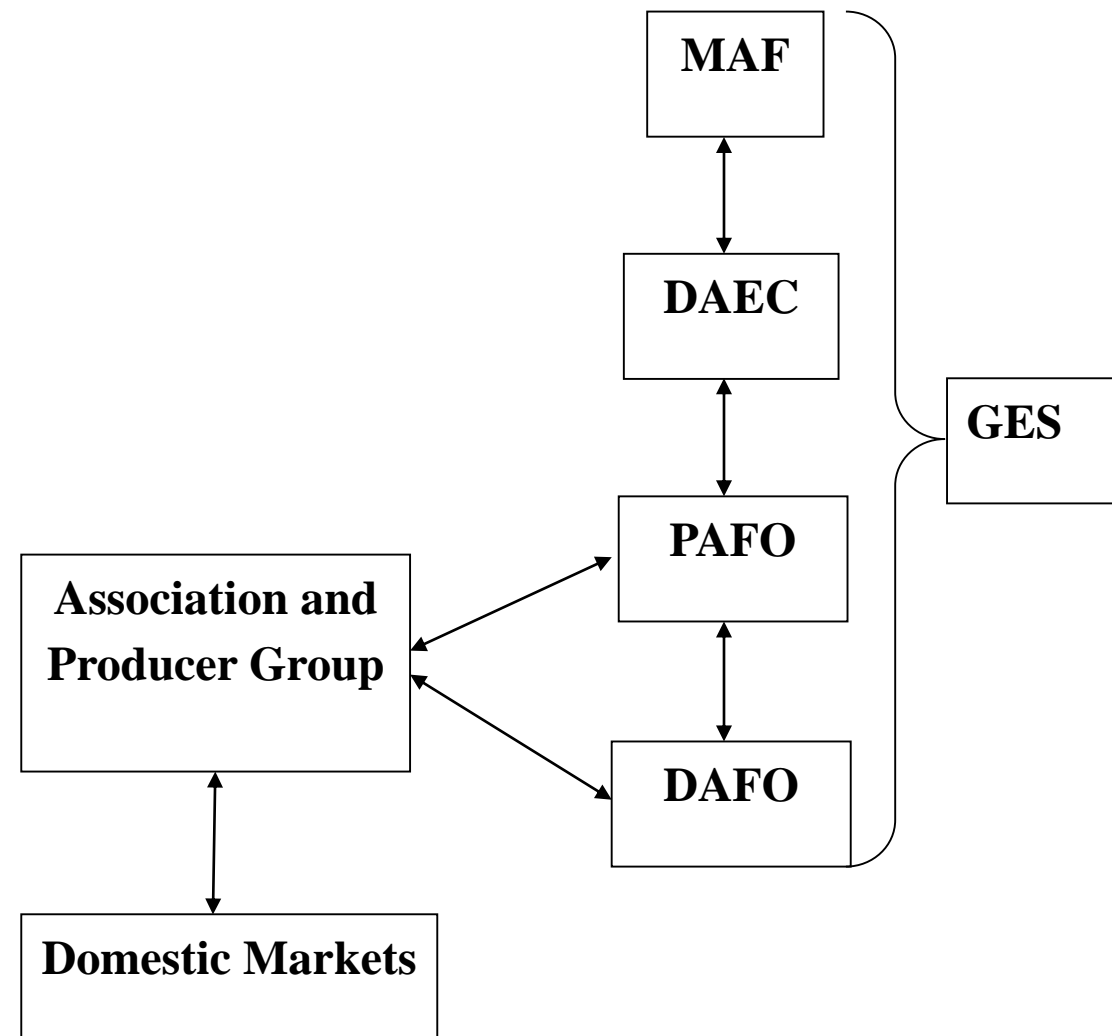 MAF
DAEC
GES
PAFO
Association and
Producer Group
DAFO
Domestic Markets